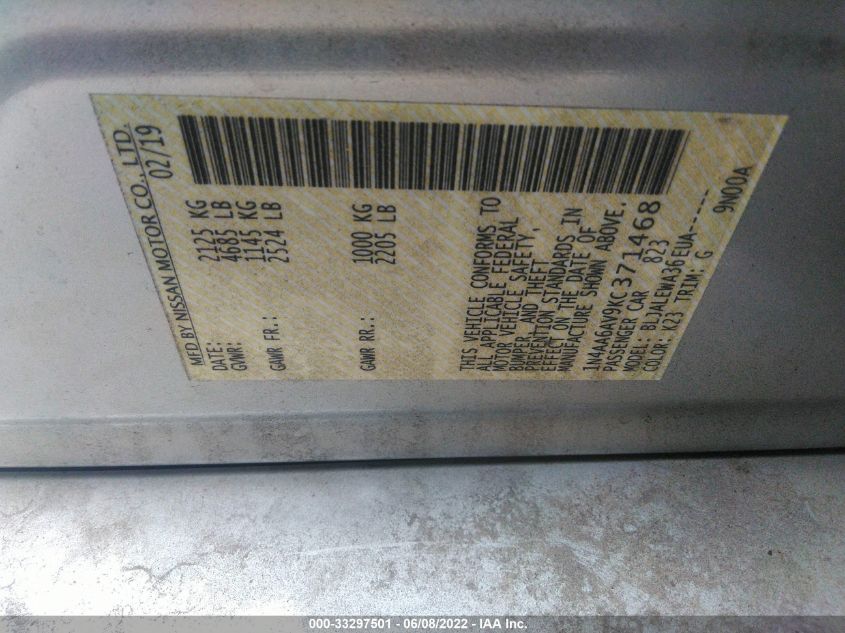 MFD BY NISSAN MOTOR CO., LTD.
DATE: 02/19
GVWR: 2125 KG
4685 LB
GAWR FR.: 1145 KG
2524 LB
GAWR RR.: 1000 KG
2205 LB
THIS VEHICLE CONFORMS TO
ALL APPLICABLE FEDERAL
MOTOR VEHICLE SAFETY,
BUMPER, AND THEFT
PREVENTION STANDARDS IN
EFFECT ON THE DATE OF
MANUFACTURE SHOWN ABOVE.
1N4AA6AV9KC371468
PASSENGER CAR 823
MODEL: BLJALEWA36EUA------
COLOR: K23 TRIM: G 9N00A
000-33297501 - 06/08/2022 - IAA Inc.